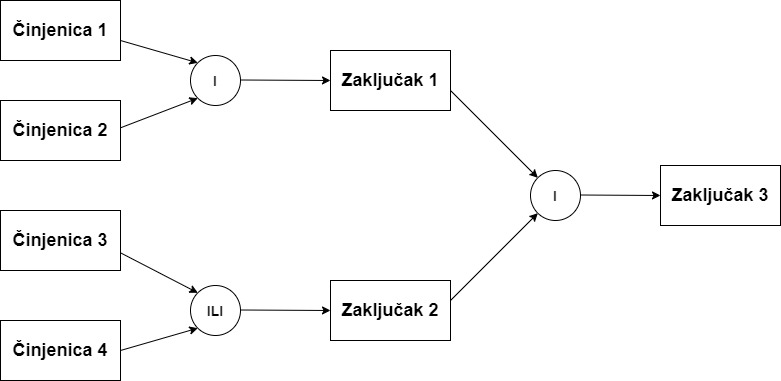 Činjenica 1
I
Činjenica 2
Zaključak 1
I
Zaključak 3
Činjenica 3
ILI
Činjenica 4
Zaključak 2